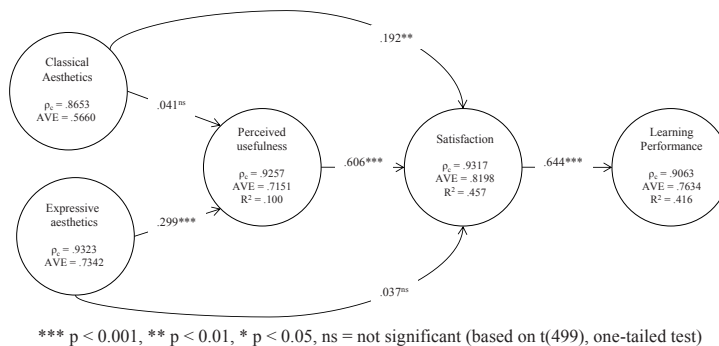 .192**
Classical
Aesthetics
ρc = .8653
AVE = .5660
.041ns
Perceived
usefulness
ρc = .9257
AVE = .7151
R² = .100
.606***
Satisfaction
ρc = .9317
AVE = .8198
R² = .457
.644***
Learning
Performance
ρc = .9063
AVE = .7634
R² = .416
Expressive
aesthetics
ρc = .9323
AVE = .7342
.299***
.037ns
*** p < 0.001, ** p < 0.01, * p < 0.05, ns = not significant (based on t(499), one-tailed test)